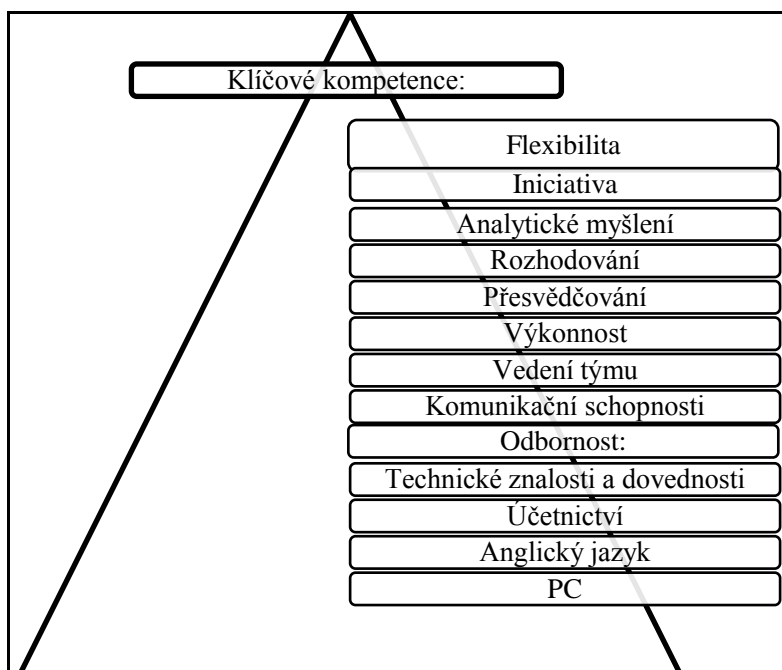 Klíčové kompetence:
Flexibilita
Iniciativa
Analytické myšlení
Rozhodování
Přesvědčování
Výkonnost
Vedení týmu
Komunikační schopnosti
Odbornost:
Technické znalosti a dovednosti
Účetnictví
Anglický jazyk
PC